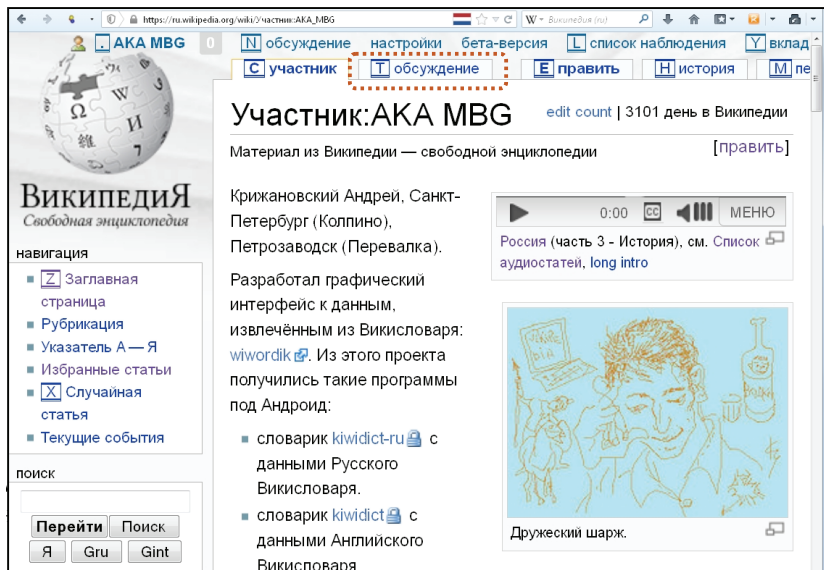 https://ru.wikipedia.org/wiki/Участник:AKA_MBG
W Википедия (ru)
. AKA MBG 0 N обсуждение настройки бета-версия L список наблюдения Y вклад
C участник T обсуждение E править H история M пе
Участник:AKA MBG
edit count | 3101 день в Википедии
Материал из Википедии — свободной энциклопедии
[править]
ВикипедиЯ
Свободная энциклопедия
навигация
Z Заглавная
страница
Рубрикация
Указатель А — Я
Избранные статьи
X Случайная
статья
Текущие события
поиск
Перейти Поиск
Я Gru Gint
Крижановский Андрей, Санкт-
Петербург (Колпино),
Петрозаводск (Перевалка).
Разработал графический
интерфейс к данным,
извлечённым из Викисловаря:
wiwordik. Из этого проекта
получились такие программы
под Андроид:
словарик kiwidict-ru с
данными Русского
Викисловаря.
словарик kiwidict с
данными Английского
Викисловаря
0:00 CC МЕНЮ
Россия (часть 3 - История), см. Список
аудиостатей, long intro
Дружеский шарж.